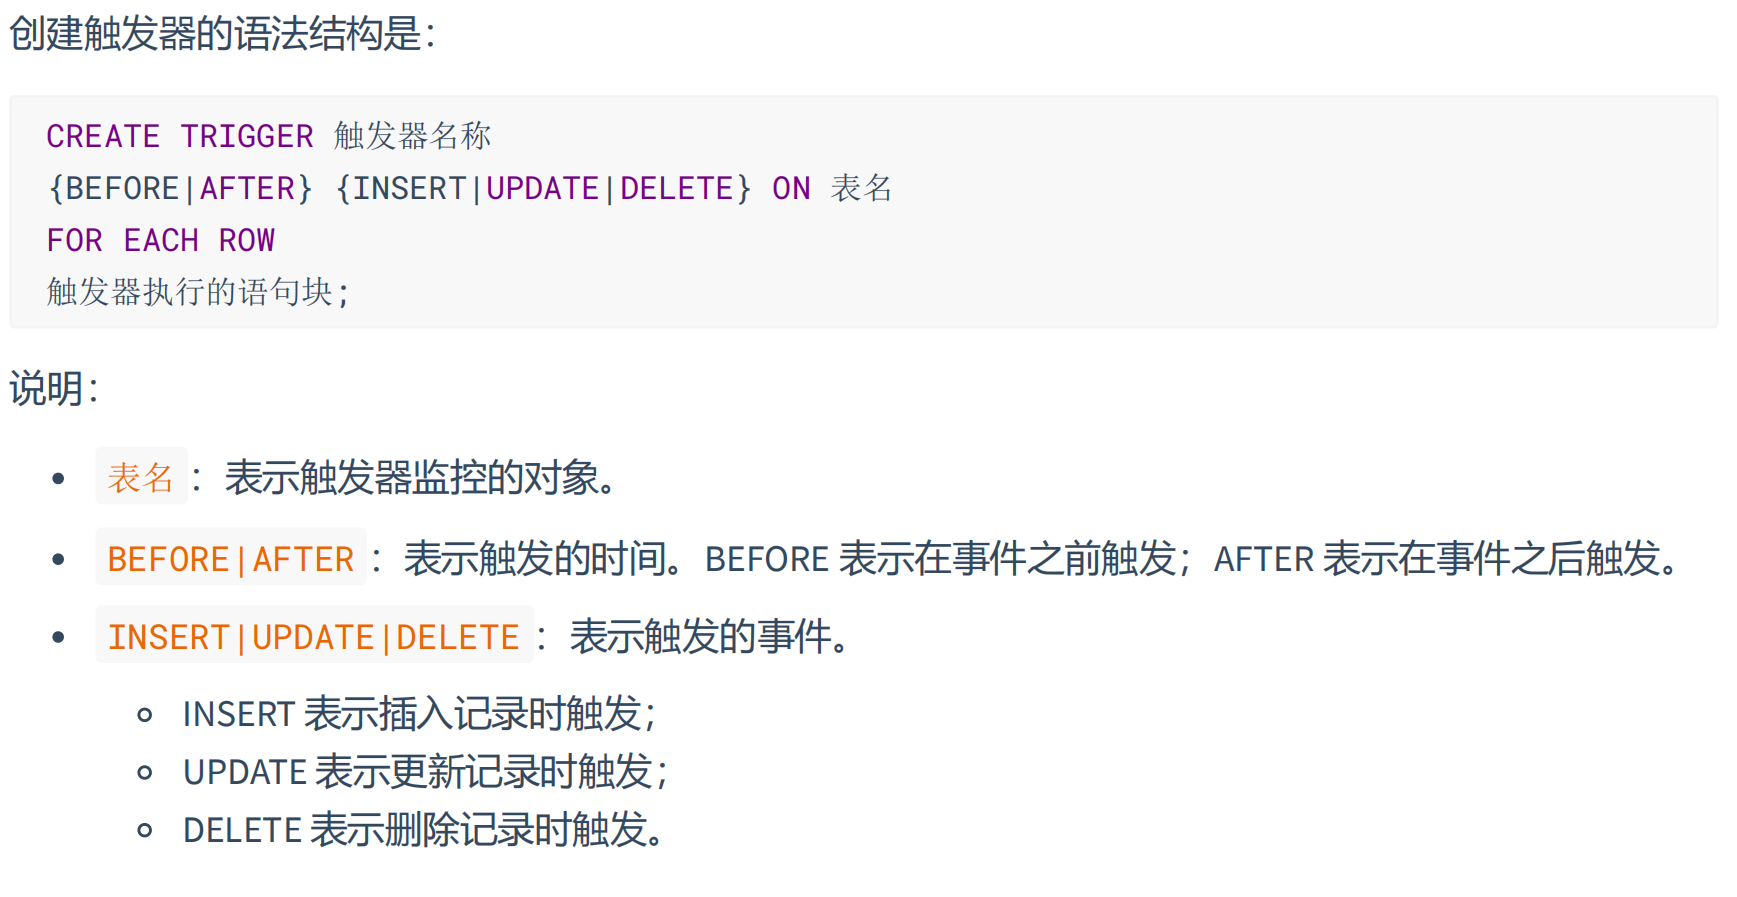 创建触发器的语法结构是：
CREATE TRIGGER 触发器名称
{BEFORE|AFTER} {INSERT|UPDATE|DELETE} ON 表名
FOR EACH ROW
触发器执行的语句块;
说明：
• 表名：表示触发器监控的对象。
• BEFORE|AFTER：表示触发的时间。BEFORE 表示在事件之前触发；AFTER 表示在事件之后触发。
• INSERT|UPDATE|DELETE：表示触发的事件。
◦ INSERT 表示插入记录时触发；
◦ UPDATE 表示更新记录时触发；
◦ DELETE 表示删除记录时触发。